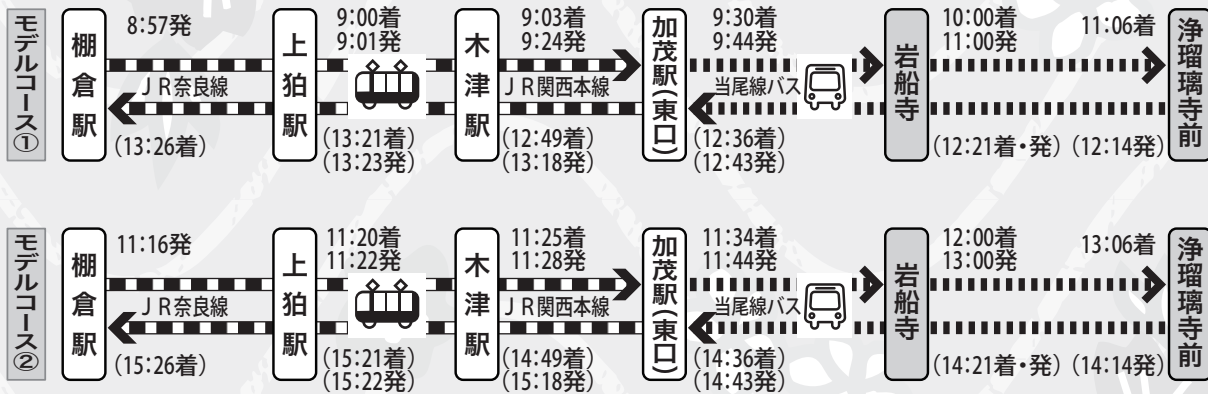 モデルコース①
棚倉駅
8:57発
JR奈良線
(13:26着)
上狛駅
9:00着
9:01発
(13:21着)
(13:23発)
木津駅
9:03着
9:24発
JR関西本線
(12:49着)
(13:18発)
加茂駅(東口)
9:30着
9:44発
当尾線バス
(12:36着)
(12:43発)
岩船寺
10:00着
11:00発
(12:21着・発)
11:06着
(12:14発)
浄瑠璃寺前
モデルコース②
棚倉駅
11:16発
JR奈良線
(15:26着)
上狛駅
11:20着
11:22発
(15:21着)
(15:22発)
木津駅
11:25着
11:28発
JR関西本線
(14:49着)
(15:18発)
加茂駅(東口)
11:34着
11:44発
当尾線バス
(14:36着)
(14:43発)
岩船寺
12:00着
13:00発
(14:21着・発)
13:06着
(14:14発)
浄瑠璃寺前